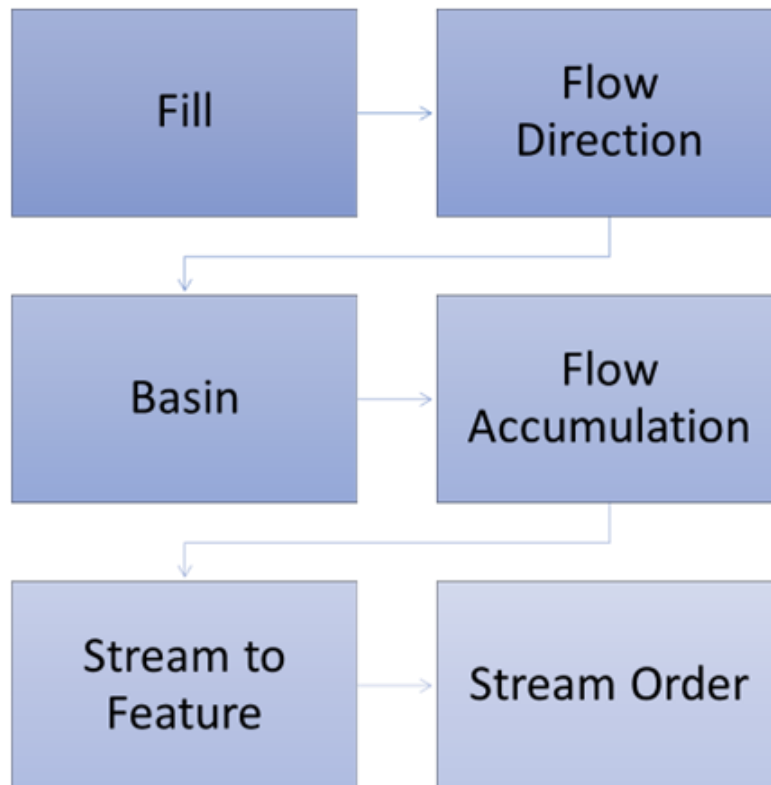 Fill
Flow
Direction
Basin
Flow
Accumulation
Stream to
Feature
Stream Order